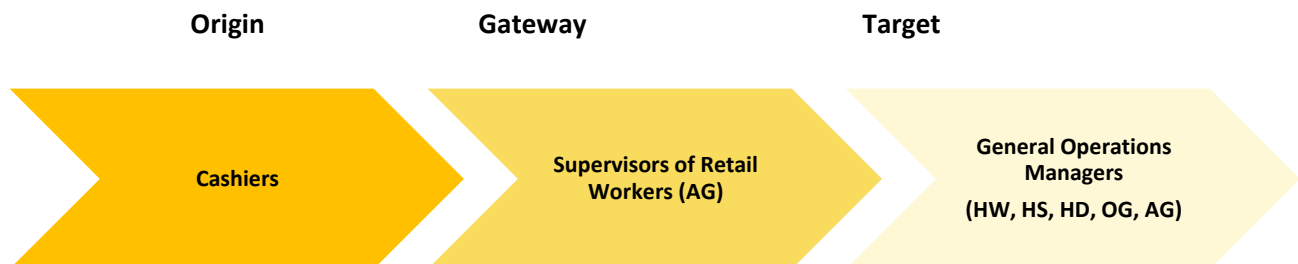 Origin
Gateway
Target
Cashiers
Supervisors of Retail
Workers (AG)
General Operations
Managers
(HW, HS, HD, OG, AG)